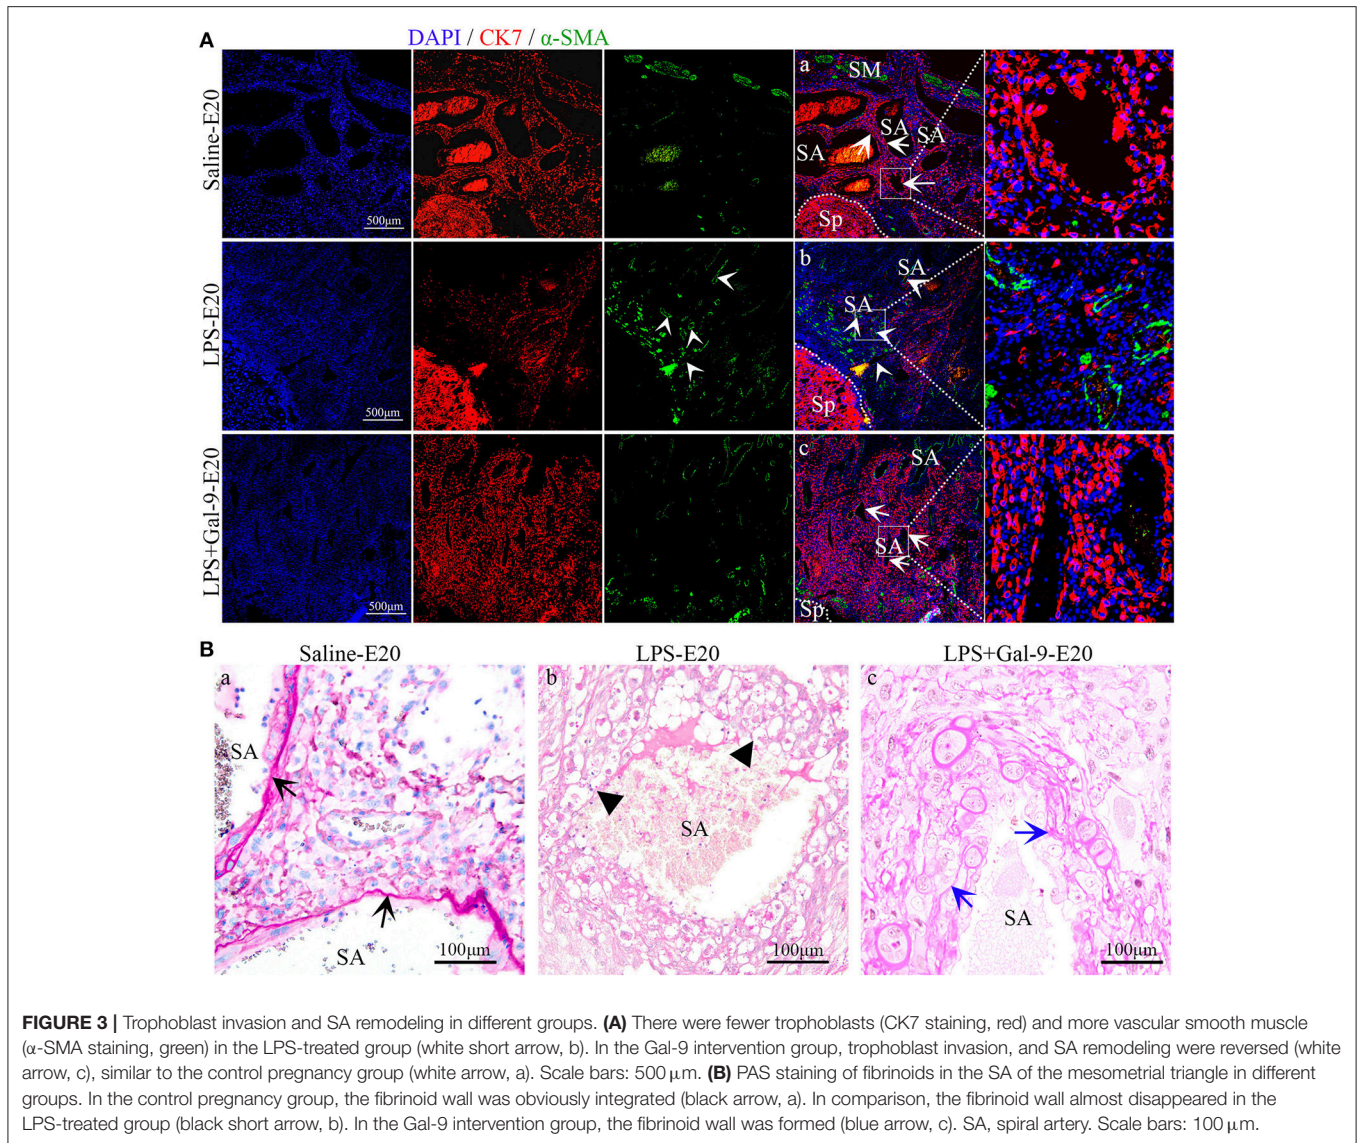 A
DAPI / CK7 / α-SMA
Saline-E20
500μm
a
SM
SA
SA
SA
Sp
LPS-E20
500μm
b
SA
SA
Sp
LPS+Gal-9-E20
500μm
c
SA
SA
Sp
B
Saline-E20
LPS-E20
LPS+Gal-9-E20
a
SA
SA
100μm
b
SA
100μm
c
SA
100μm
FIGURE 3 | Trophoblast invasion and SA remodeling in different groups. (A) There were fewer trophoblasts (CK7 staining, red) and more vascular smooth muscle
(α-SMA staining, green) in the LPS-treated group (white short arrow, b). In the Gal-9 intervention group, trophoblast invasion, and SA remodeling were reversed (white
arrow, c), similar to the control pregnancy group (white arrow, a). Scale bars: 500 μm. (B) PAS staining of fibrinoids in the SA of the mesometrial triangle in different
groups. In the control pregnancy group, the fibrinoid wall was obviously integrated (black arrow, a). In comparison, the fibrinoid wall almost disappeared in the
LPS-treated group (black short arrow, b). In the Gal-9 intervention group, the fibrinoid wall was formed (blue arrow, c). SA, spiral artery. Scale bars: 100 μm.